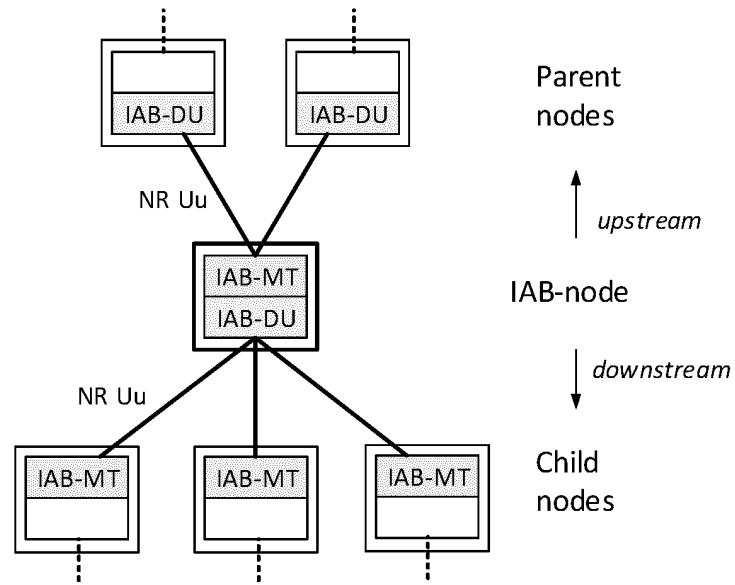 IAB-DU
IAB-DU
Parent
nodes
NR Uu
upstream
IAB-MT
IAB-DU
IAB-node
NR Uu
downstream
IAB-MT
IAB-MT
IAB-MT
Child
nodes